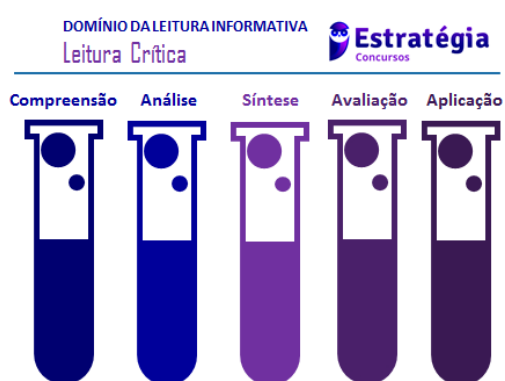 DOMÍNIO DA LEITURA INFORMATIVA
Leitura Crítica
Estratégia
Concursos
Compreensão Análise Síntese Avaliação Aplicação